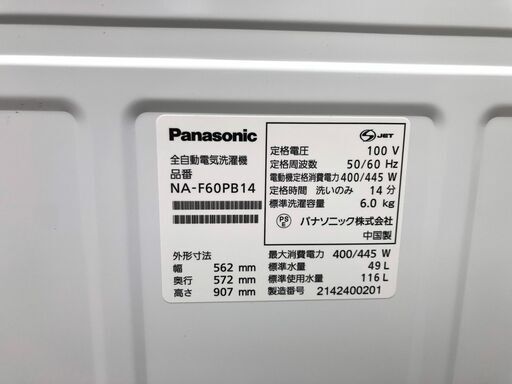 Panasonic
全自動電気洗濯機
品番
NA-F60PB14
外形寸法
幅 562 mm
奥行 572 mm
高さ 907 mm
S JET
定格電圧 100 V
定格周波数 50/60 Hz
電動機定格消費電力 400/445 W
定格時間 洗いのみ 14 分
標準洗濯容量 6.0 kg
PS E パナソニック株式会社
中国製
最大消費電力 400/445 W
標準水量 49 L
標準使用水量 116 L
製造番号 2142400201